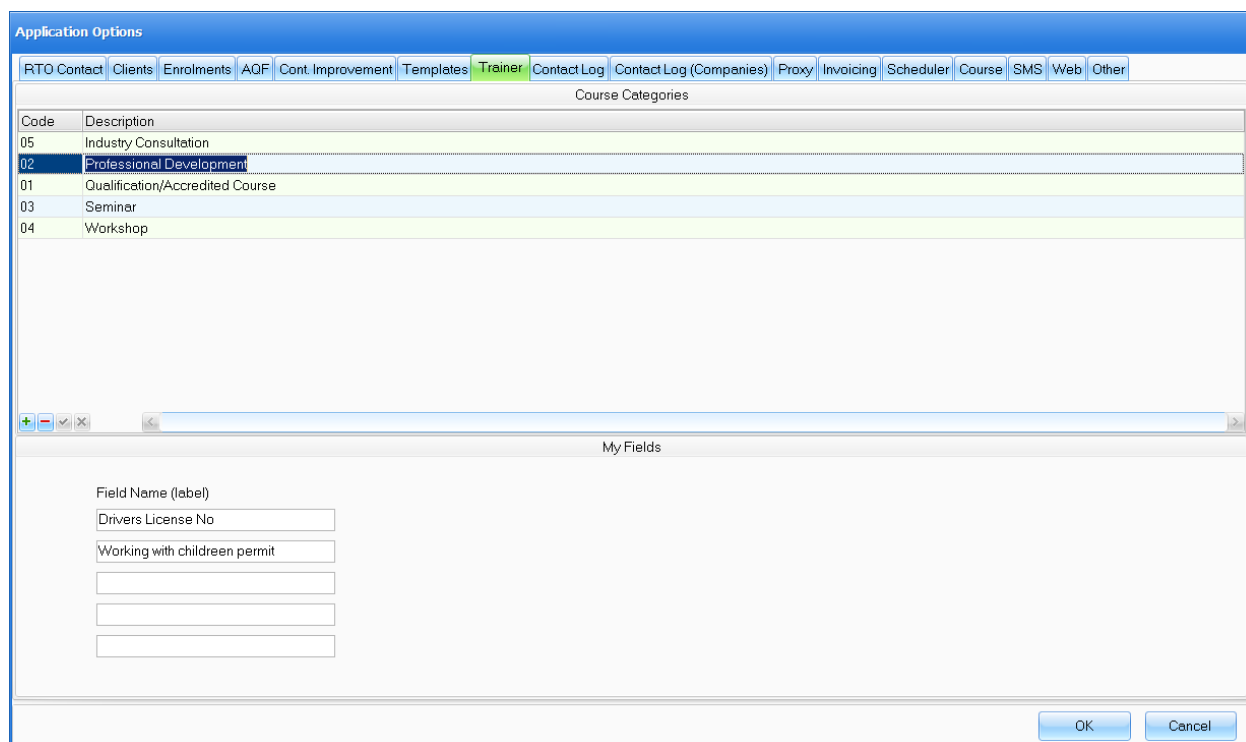 Application Options
RTO Contact Clients Enrolments AQF Cont. Improvement Templates Trainer Contact Log Contact Log (Companies) Proxy Invoicing Scheduler Course SMS Web Other
Course Categories
Code Description
05 Industry Consultation
02 Professional Development
01 Qualification/Accredited Course
03 Seminar
04 Workshop
My Fields
Field Name (label)
Drivers License No
Working with childreen permit
OK Cancel